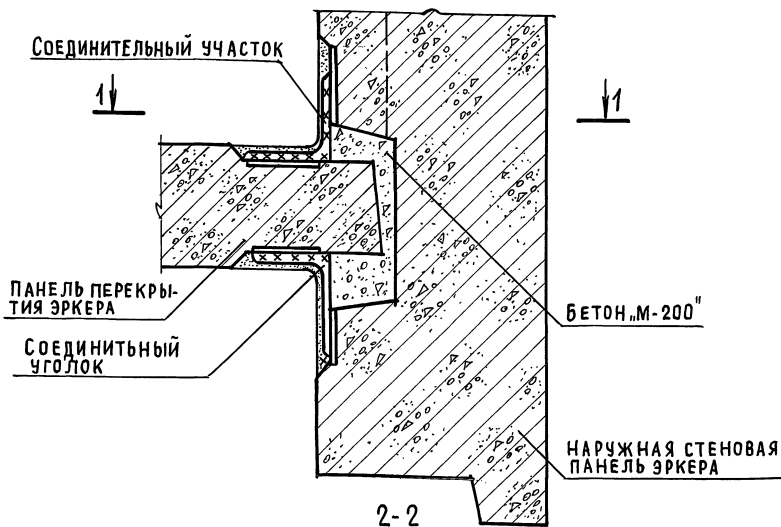 СОЕДИНИТЕЛЬНЫЙ УЧАСТОК
1
1
ПАНЕЛЬ ПЕРЕКРЫ-
ТИЯ ЭРКЕРА
СОЕДИНИТЬНЫЙ
УГОЛОК
БЕТОН „М-200"
НАРУЖНАЯ СТЕНОВАЯ
ПАНЕЛЬ ЭРКЕРА
2-2